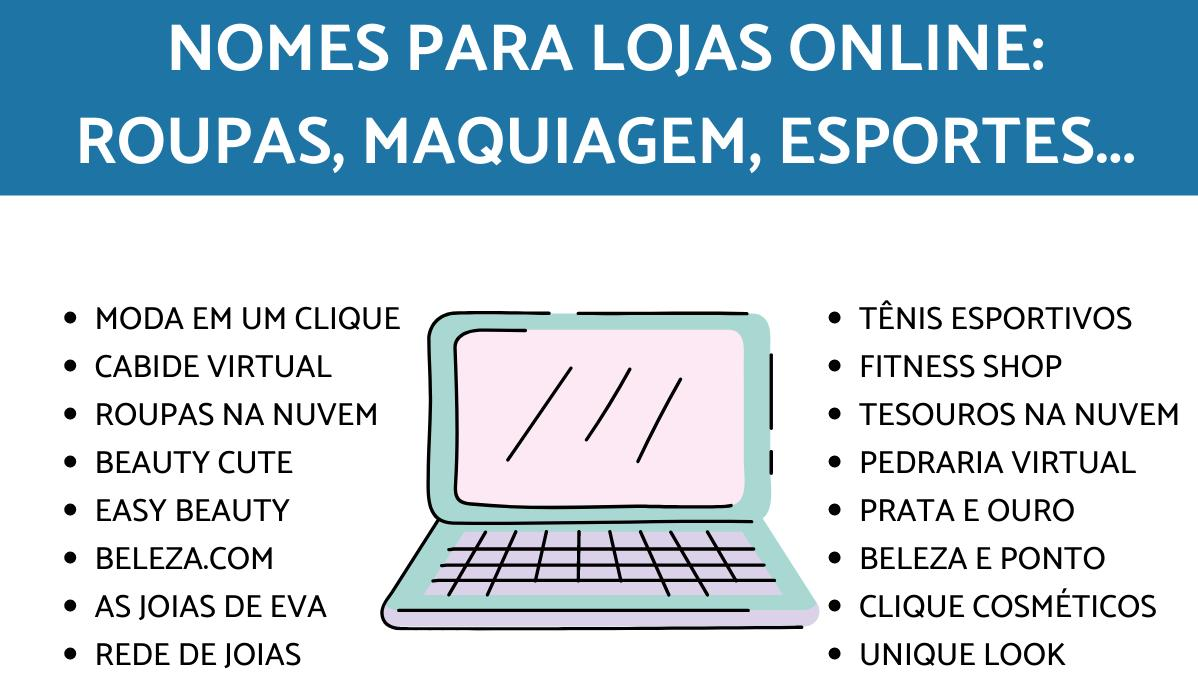 NOMES PARA LOJAS ONLINE:
ROUPAS, MAQUIAGEM, ESPORTES...
MODA EM UM CLIQUE
CABIDE VIRTUAL
ROUPAS NA NUVEM
BEAUTY CUTE
EASY BEAUTY
BELEZA.COM
AS JOIAS DE EVA
REDE DE JOIAS
TÊNIS ESPORTIVOS
FITNESS SHOP
TESOUROS NA NUVEM
PEDRARIA VIRTUAL
PRATA E OURO
BELEZA E PONTO
CLIQUE COSMÉTICOS
UNIQUE LOOK